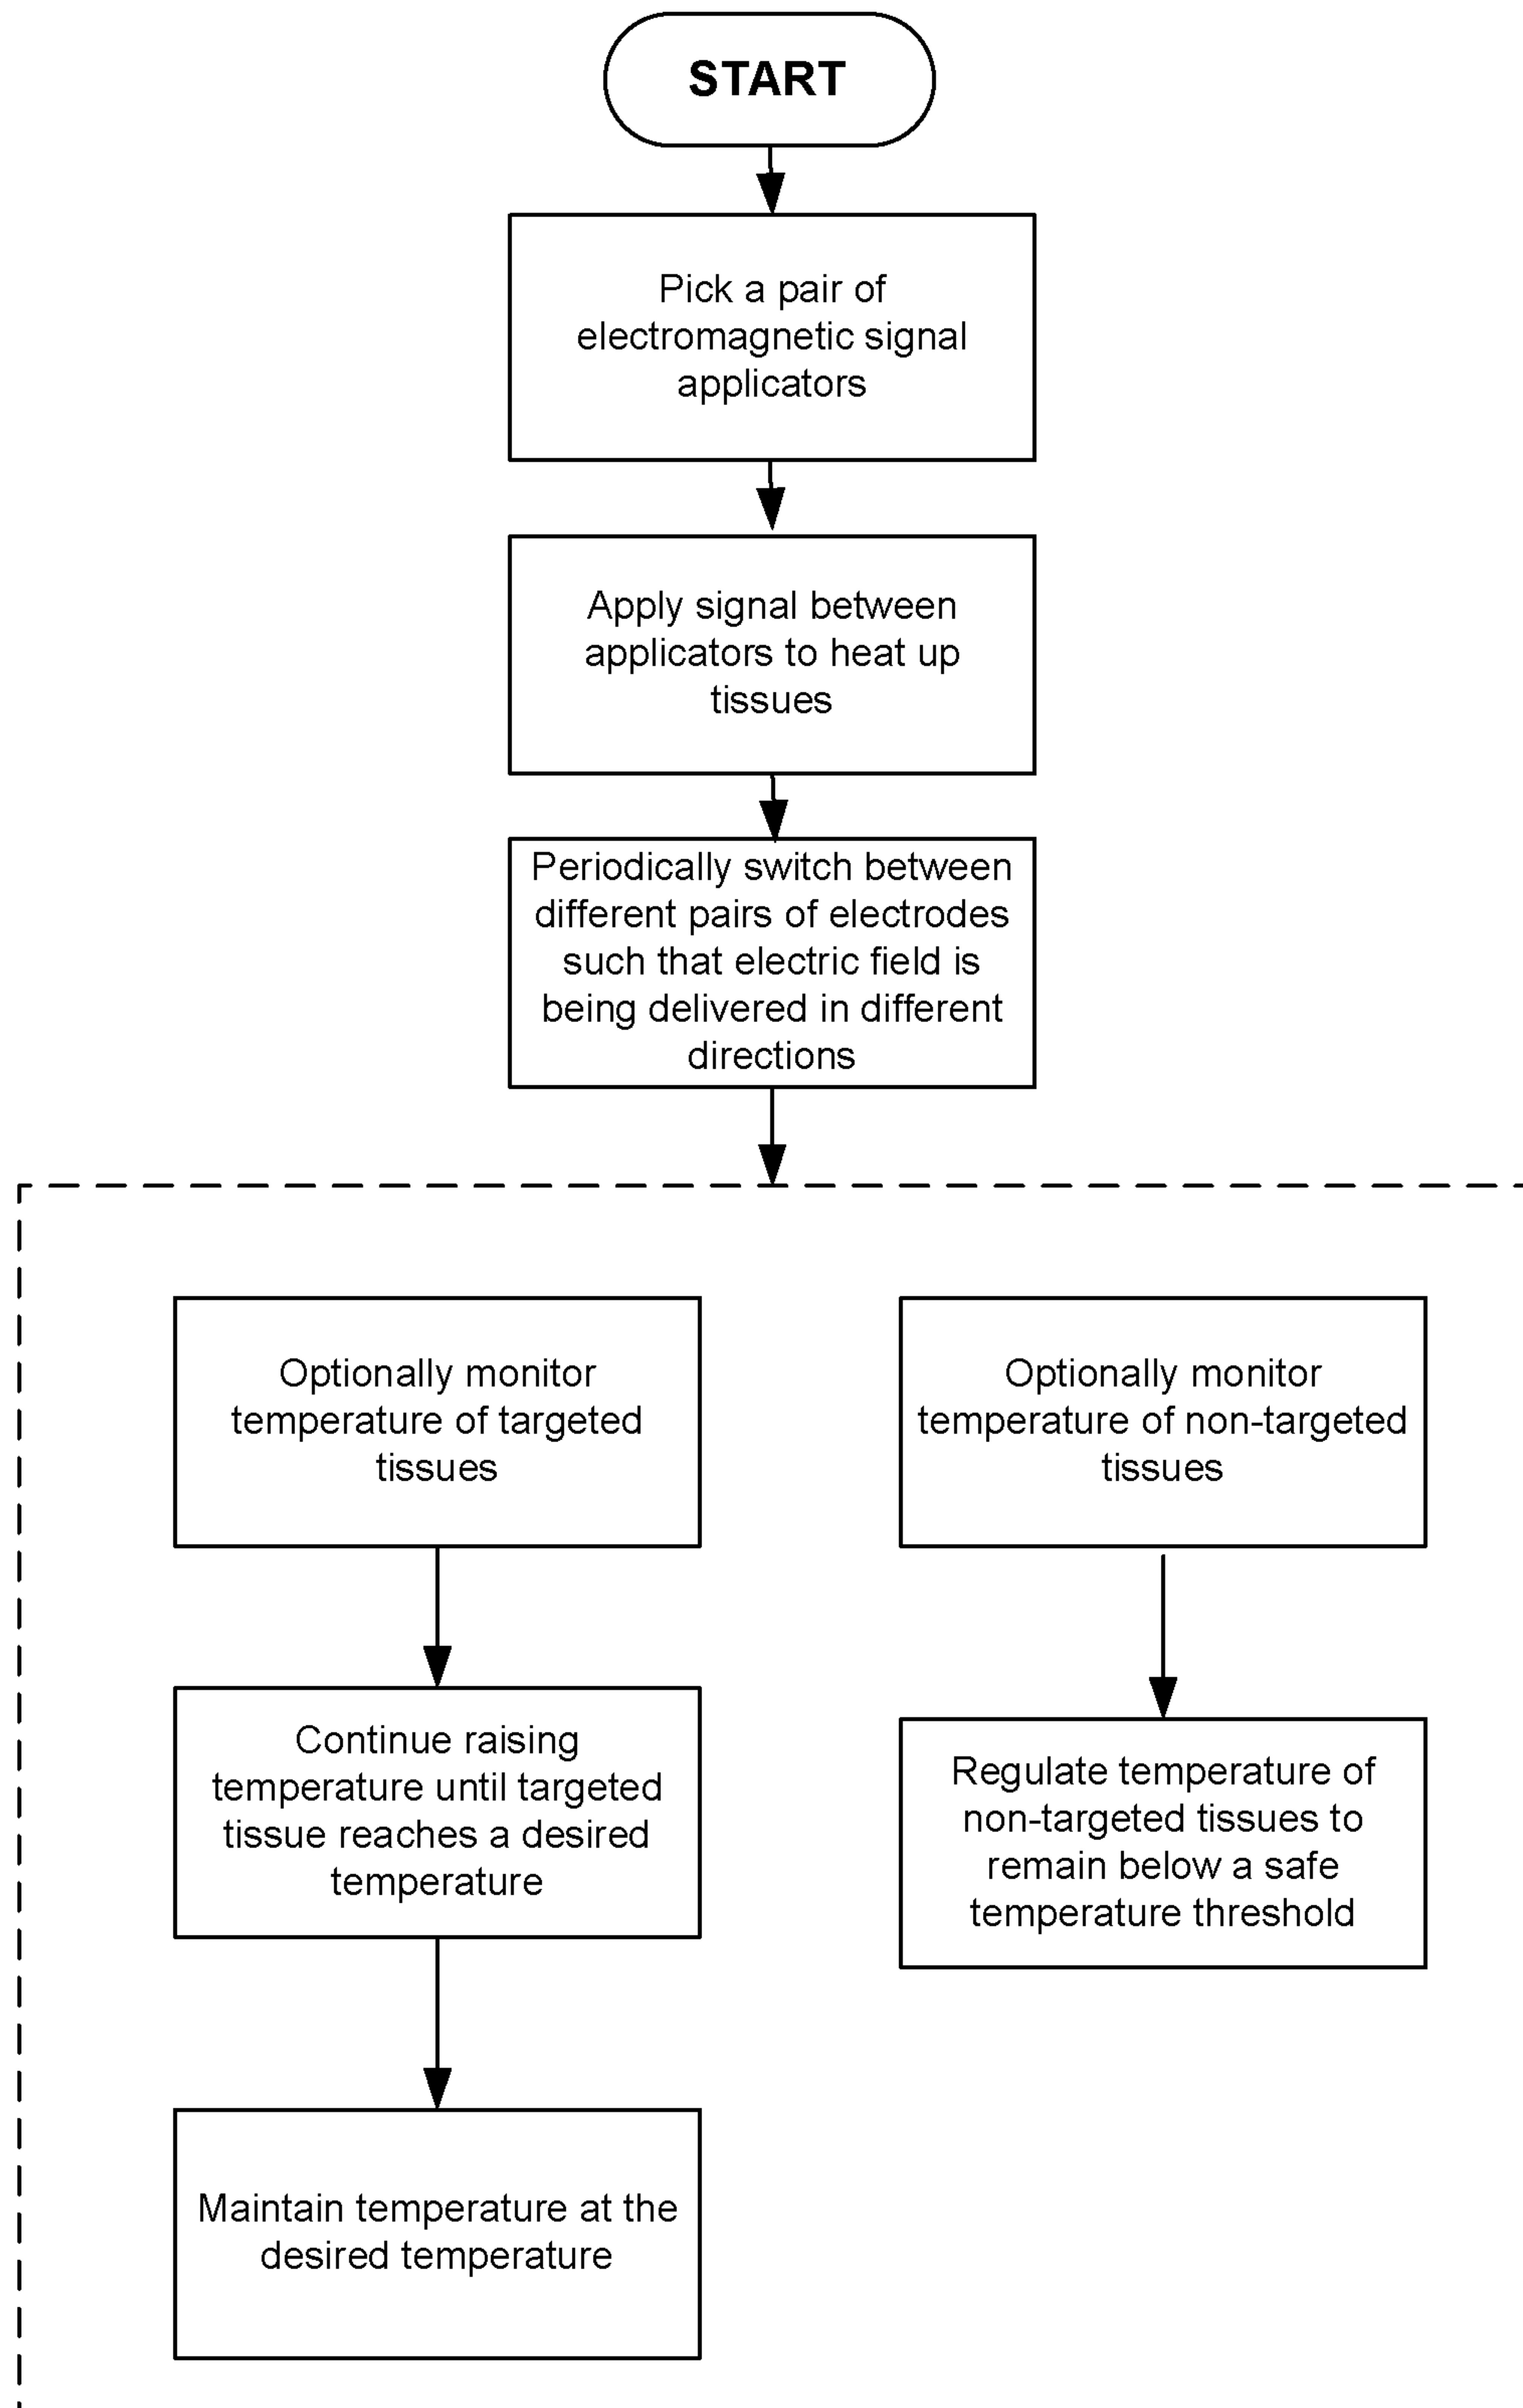 START
Pick a pair of
electromagnetic signal
applicators
Apply signal between
applicators to heat up
tissues
Periodically switch between
different pairs of electrodes
such that electric field is
being delivered in different
directions
Optionally monitor
temperature of targeted
tissues
Continue raising
temperature until targeted
tissue reaches a desired
temperature
Maintain temperature at the
desired temperature
Optionally monitor
temperature of non-targeted
tissues
Regulate temperature of
non-targeted tissues to
remain below a safe
temperature threshold